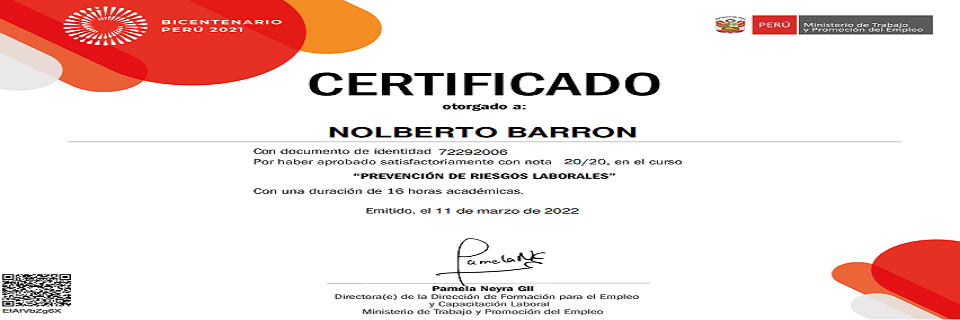 BICENTENARIO
PERÚ 2021
PERÚ
Ministerio de Trabajo
y Promoción del Empleo
CERTIFICADO
otorgado a:
NOLBERTO BARRON
Con documento de identidad 72292006
Por haber aprobado satisfactoriamente con nota 20/20, en el curso
“PREVENCIÓN DE RIESGOS LABORALES”
Con una duración de 16 horas académicas.
Emitido, el 11 de marzo de 2022
PamelaNE
Pamela Neyra Gil
Directora(e) de la Dirección de Formación para el Empleo
y Capacitación Laboral
Ministerio de Trabajo y Promoción del Empleo